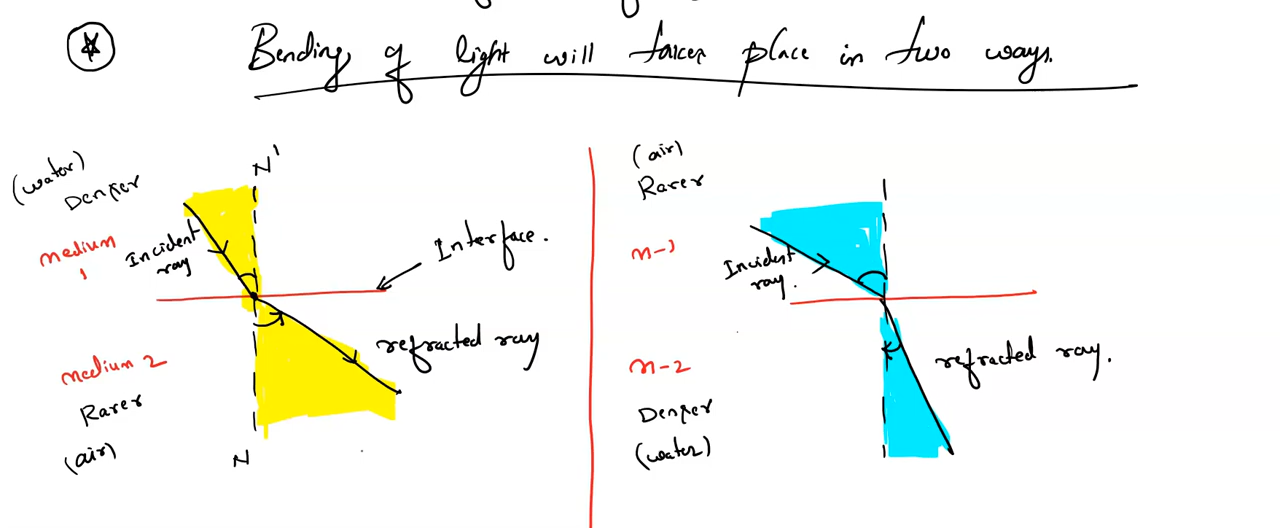 Bending of light will takes place in two ways.
(water)
Denser
N'
medium
1
Incident
ray
Interface.
refracted ray
medium 2
Rarer
(air)
N
(air)
Rarer
m-1
Incident
ray.
m-2
refracted ray.
Denser
(water)